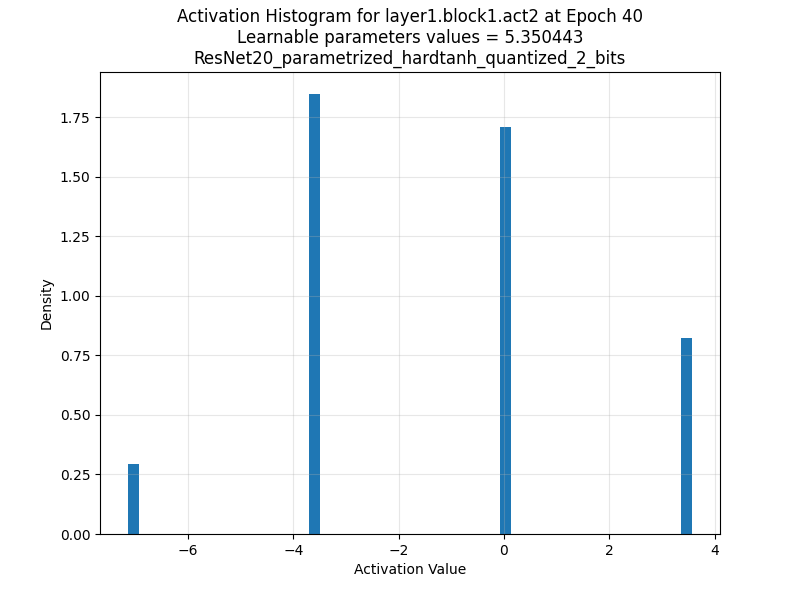 Activation Histogram for layer1.block1.act2 at Epoch 40
Learnable parameters values = 5.350443
ResNet20_parametrized_hardtanh_quantized_2_bits
Density
1.75
1.50
1.25
1.00
0.75
0.50
0.25
0.00
−6
−4
−2
0
2
4
Activation Value